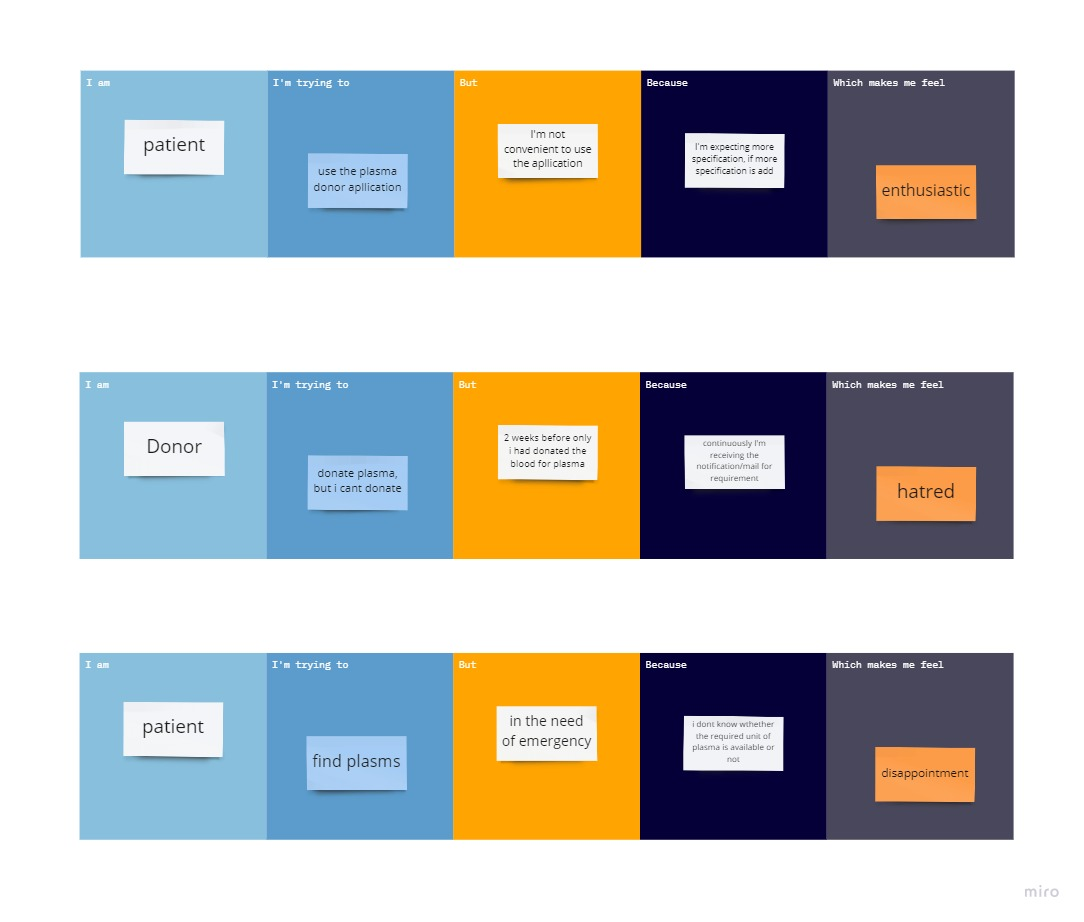 I am
I'm trying to
But
Because
Which makes me feel
patient
use the plasma
donor apllication
I'm not
convenient to use
the apllication
I'm expecting more
specification, if more
specification is add
enthusiastic
I am
I'm trying to
But
Because
Which makes me feel
Donor
donate plasma,
but i cant donate
2 weeks before only
i had donated the
blood for plasma
continuously I'm
receiving the
notification/mail for
requirement
hatred
I am
I'm trying to
But
Because
Which makes me feel
patient
find plasms
in the need
of emergency
i dont know wthether
the required unit of
plasma is available or
not
disappointment
miro